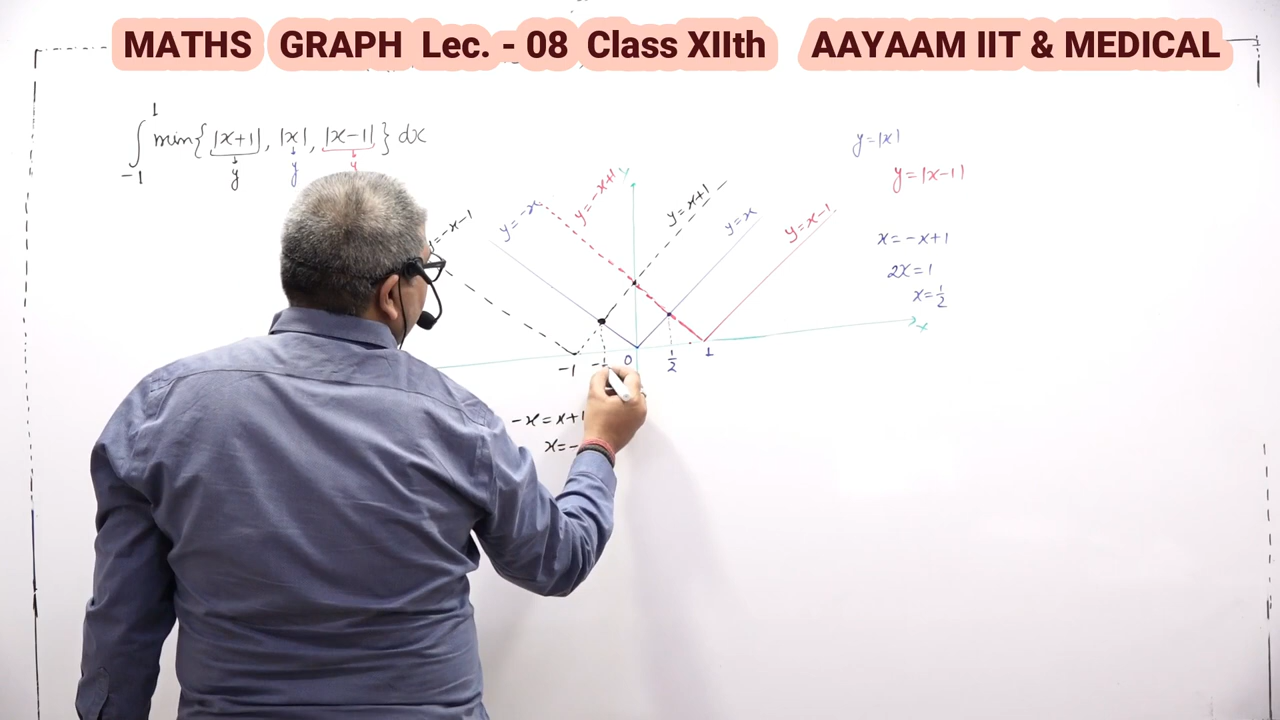 MATHS GRAPH Lec. - 08 Class XIIth AAYAAM IIT & MEDICAL
∫_{-1}^{1} min{ |x+1| , |x| , |x-1| } dx
y y y
y=|x|
y=|x-1|
x=-x+1
2x=1
x=1/2
y=-x-1
y=-x
y=-x+1
Y
y=x+1
y=x
y=x-1
x
-1 - 0 1/2 1
-x=x+1
x=-